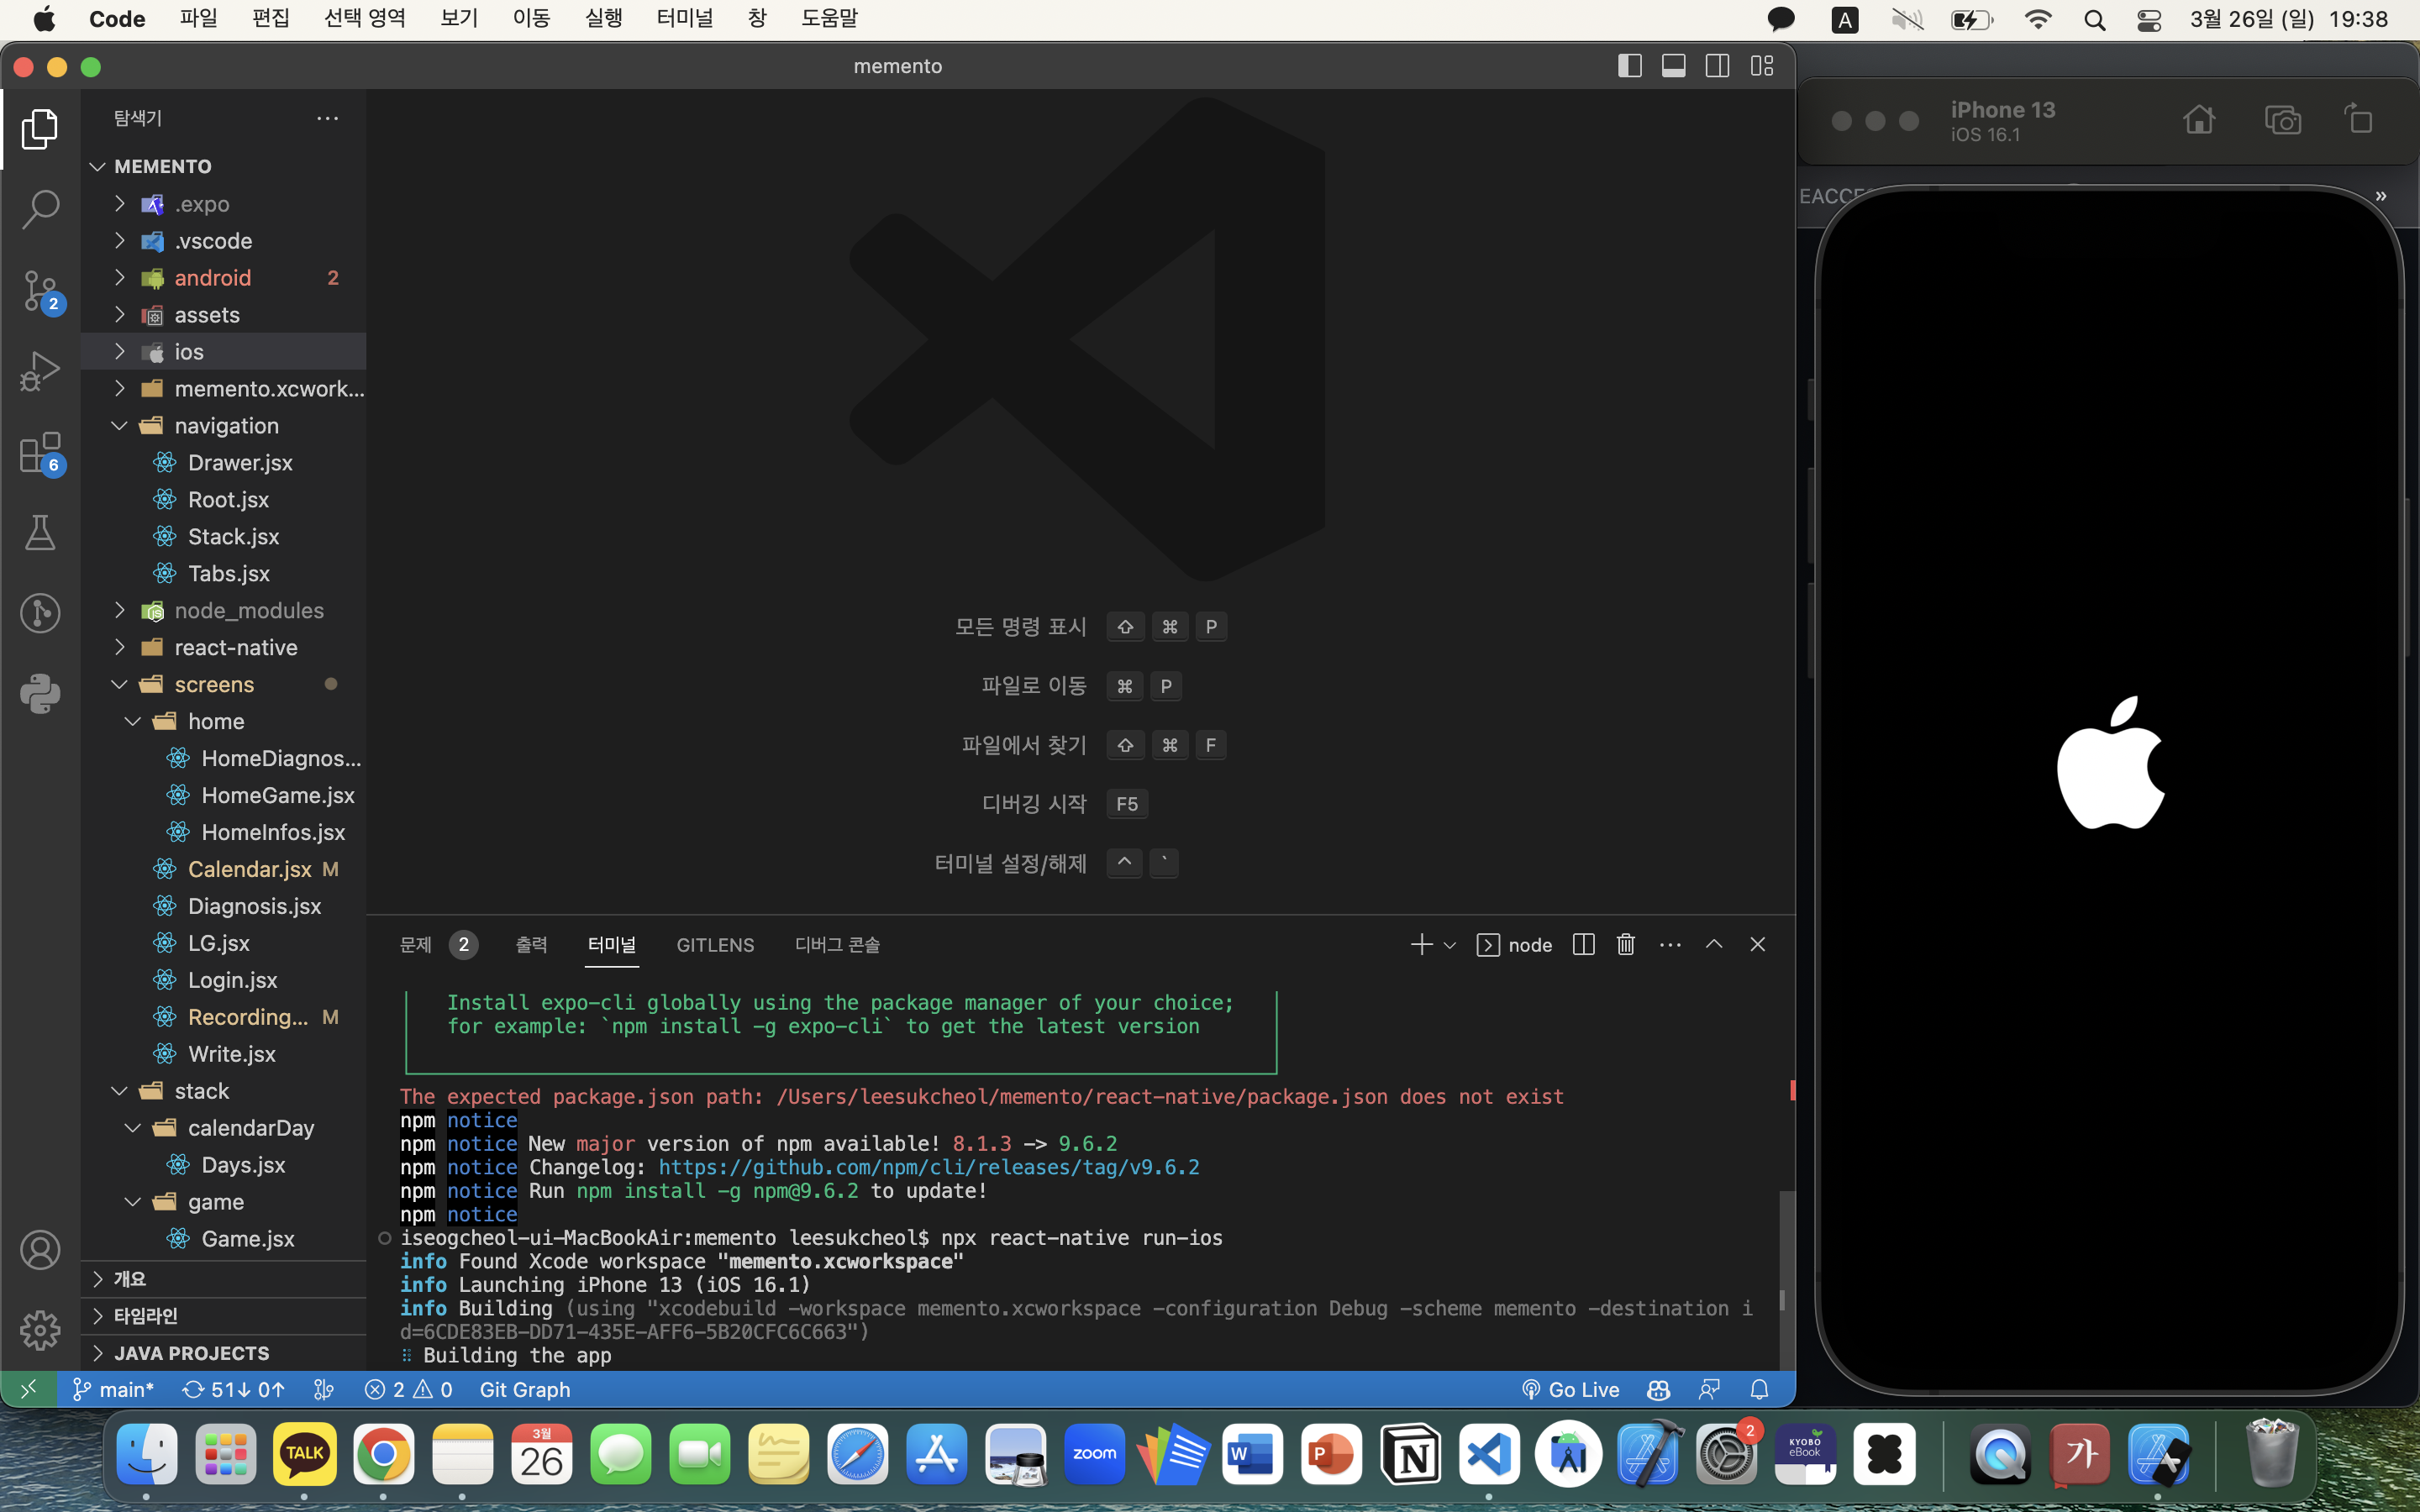 Code 파일 편집 선택 영역 보기 이동 실행 터미널 창 도움말 A 3월 26일 (일) 19:38
memento
탐색기
MEMENTO
.expo
.vscode
android 2
assets
ios
memento.xcwork...
navigation
Drawer.jsx
Root.jsx
Stack.jsx
Tabs.jsx
node_modules
react-native
screens
home
HomeDiagnos...
HomeGame.jsx
HomeInfos.jsx
Calendar.jsx M
Diagnosis.jsx
LG.jsx
Login.jsx
Recording... M
Write.jsx
stack
calendarDay
Days.jsx
game
Game.jsx
개요
타임라인
JAVA PROJECTS
2
6
모든 명령 표시 ⇧ ⌘ P
파일로 이동 ⌘ P
파일에서 찾기 ⇧ ⌘ F
디버깅 시작 F5
터미널 설정/해제 ^ `
문제 2 출력 터미널 GITLENS 디버그 콘솔 node
Install expo-cli globally using the package manager of your choice;
for example: `npm install -g expo-cli` to get the latest version
The expected package.json path: /Users/leesukcheol/memento/react-native/package.json does not exist
npm notice
npm notice New major version of npm available! 8.1.3 -> 9.6.2
npm notice Changelog: https://github.com/npm/cli/releases/tag/v9.6.2
npm notice Run npm install -g npm@9.6.2 to update!
npm notice
iseogcheol-ui-MacBookAir:memento leesukcheol$ npx react-native run-ios
info Found Xcode workspace "memento.xcworkspace"
info Launching iPhone 13 (iOS 16.1)
info Building (using "xcodebuild -workspace memento.xcworkspace -configuration Debug -scheme memento -destination i
d=6CDE83EB-DD71-435E-AFF6-5B20CFC6C663")
Building the app
main* 51↓ 0↑ 2 0 Git Graph Go Live
iPhone 13
iOS 16.1
»
TALK
3월
26
zoom
W
P
N
2
KYOBO
eBook
가